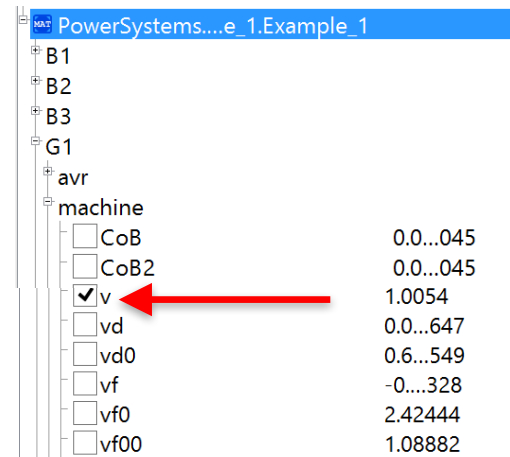 MAT PowerSystems....e_1.Example_1
B1
B2
B3
G1
avr
machine
CoB 0.0...045
CoB2 0.0...045
v 1.0054
vd 0.0...647
vd0 0.6...549
vf -0....328
vf0 2.42444
vf00 1.08882